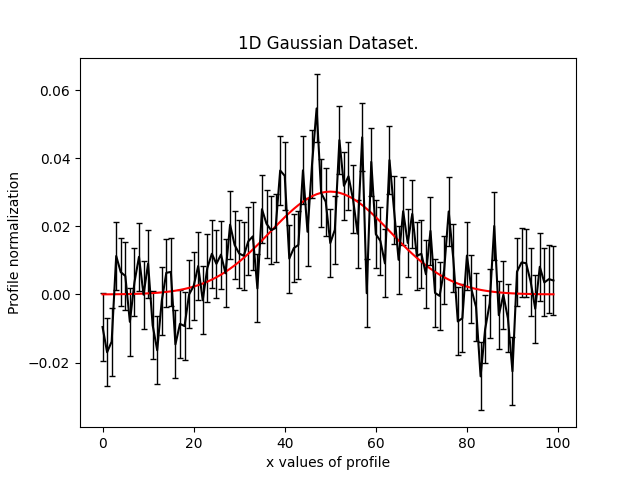 1D Gaussian Dataset.
Profile normalization
0.06
0.04
0.02
0.00
−0.02
0 20 40 60 80 100
x values of profile